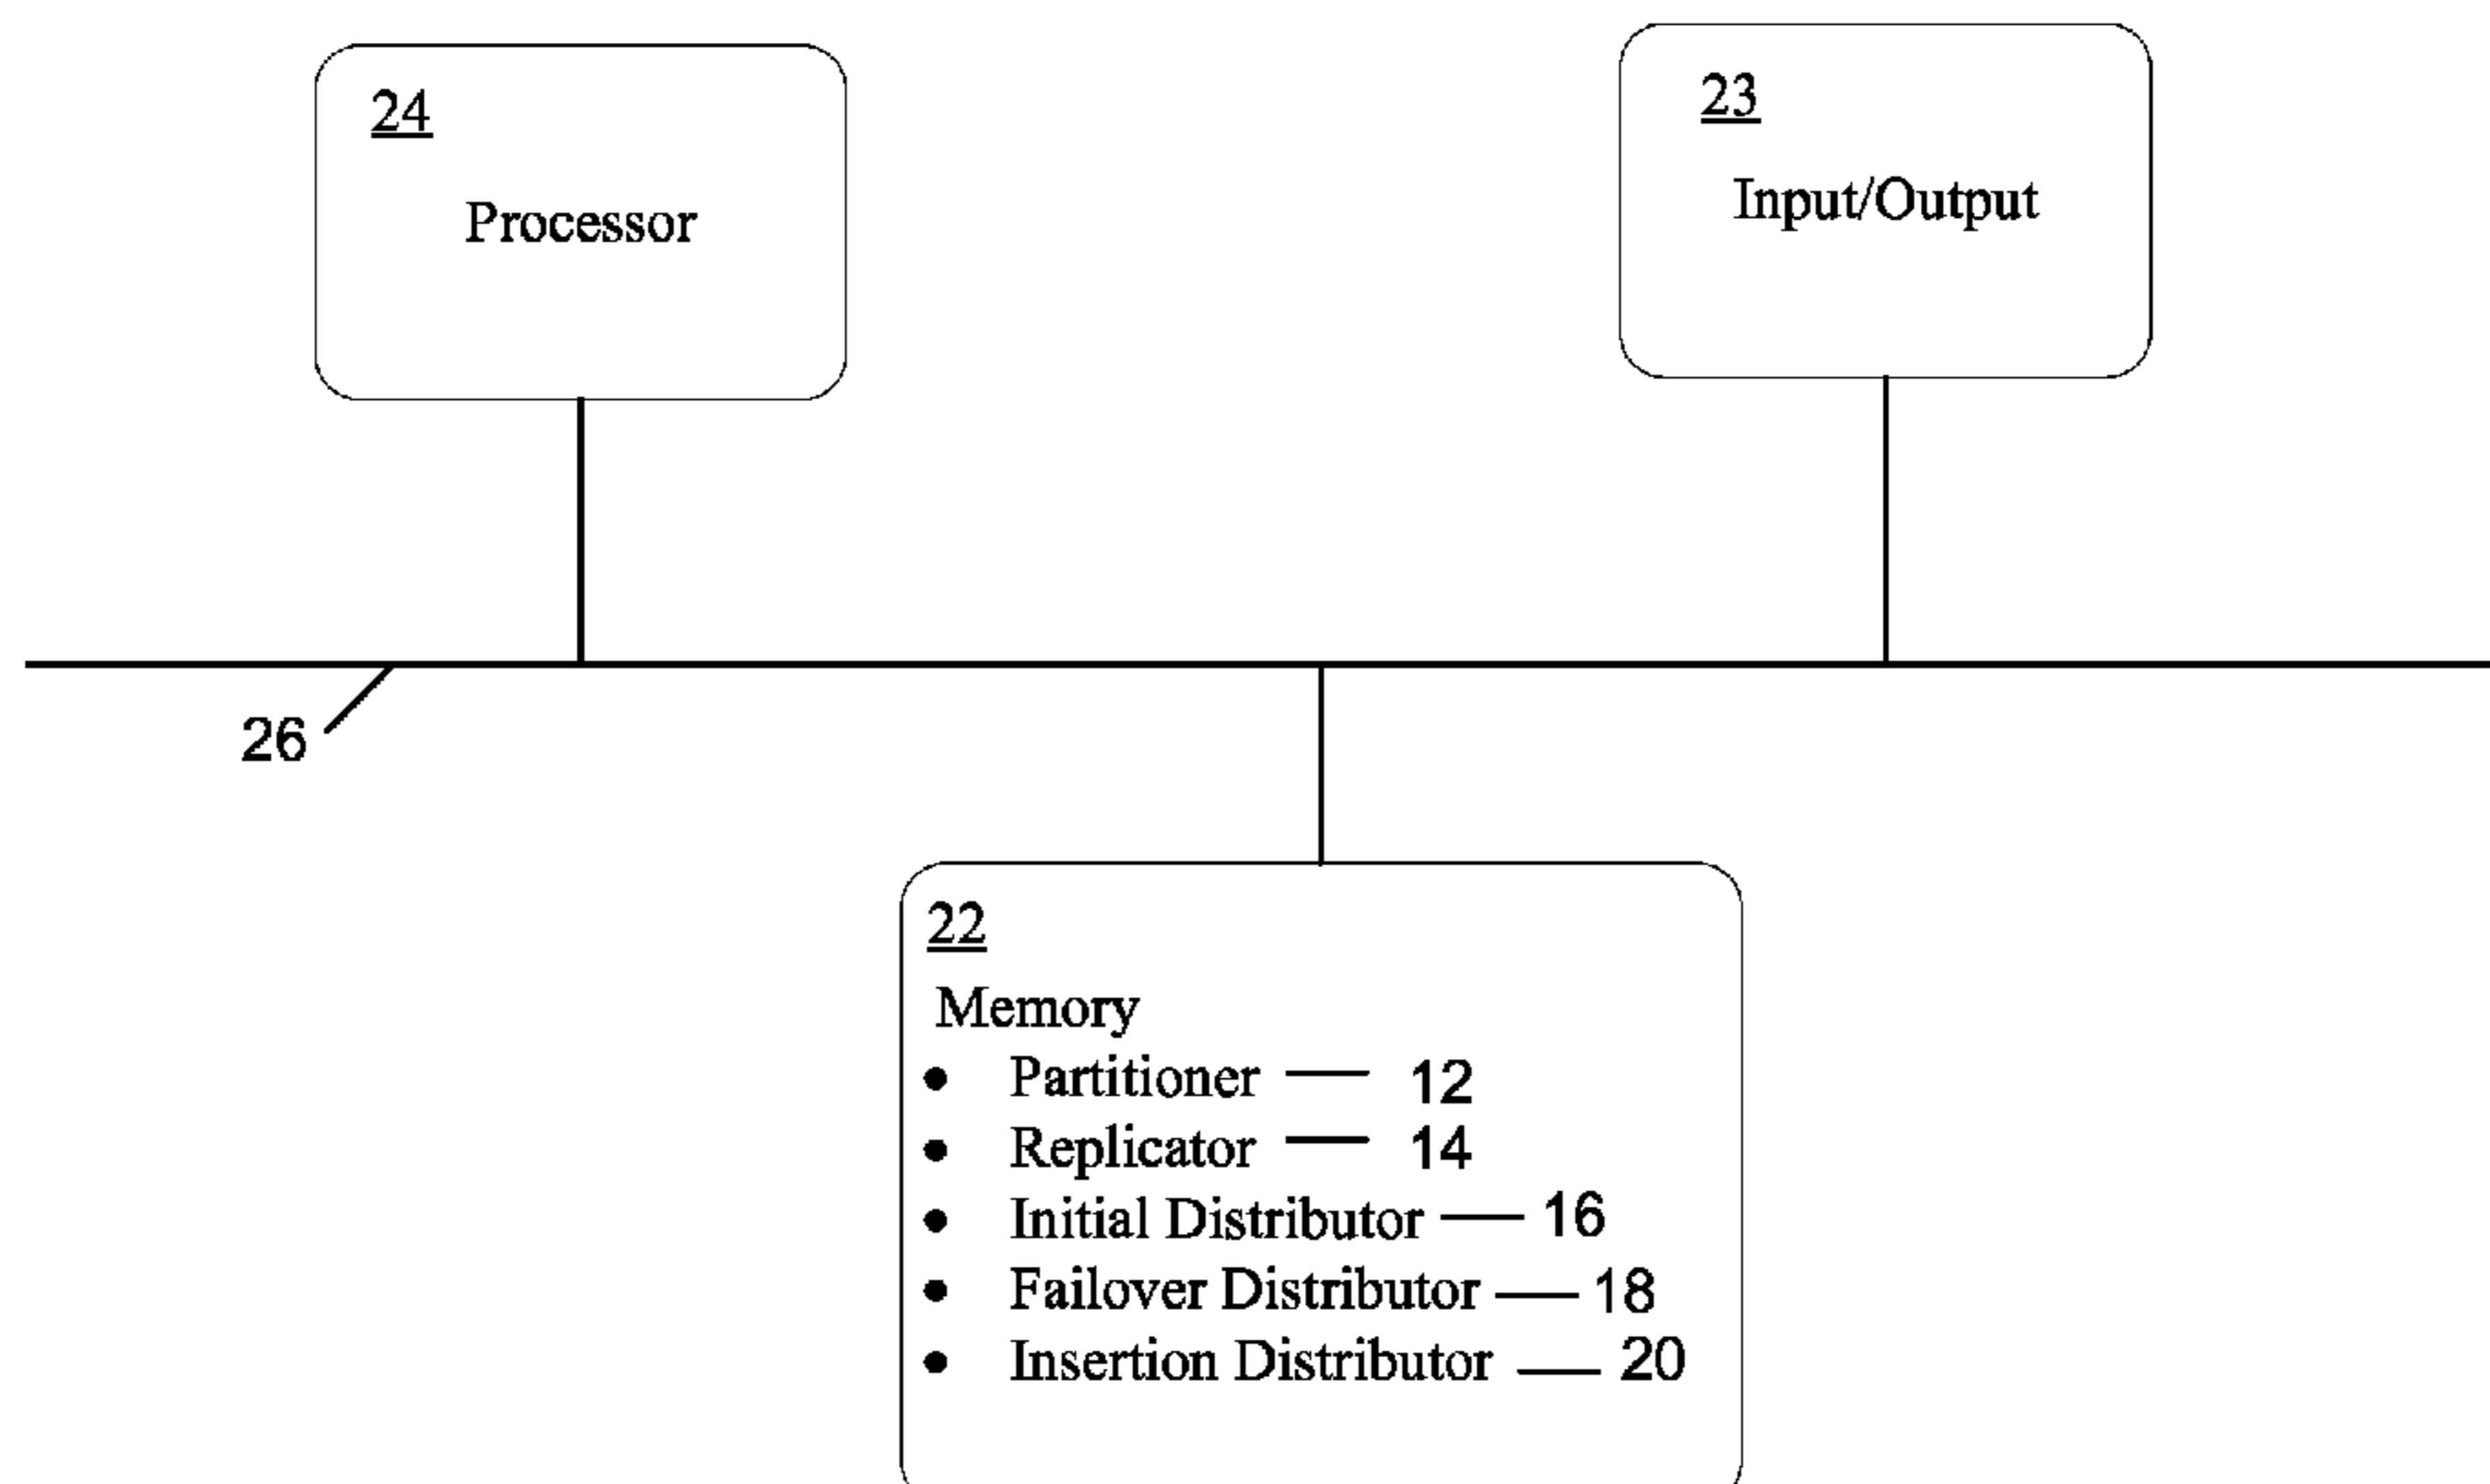 24
Processor
23
Input/Output
26
22
Memory
• Partitioner — 12
• Replicator — 14
• Initial Distributor — 16
• Failover Distributor — 18
• Insertion Distributor — 20